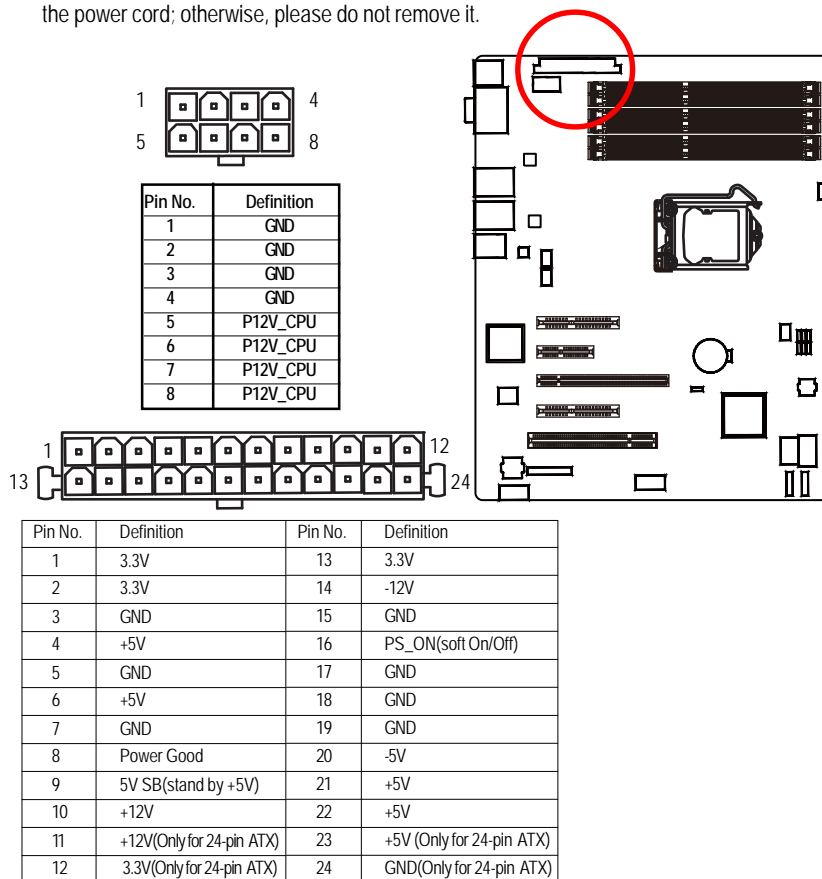 the power cord; otherwise, please do not remove it.
1 4
5 8
Pin No. Definition
1 GND
2 GND
3 GND
4 GND
5 P12V_CPU
6 P12V_CPU
7 P12V_CPU
8 P12V_CPU
1 12
13 24
Pin No. Definition Pin No. Definition
1 3.3V 13 3.3V
2 3.3V 14 -12V
3 GND 15 GND
4 +5V 16 PS_ON(soft On/Off)
5 GND 17 GND
6 +5V 18 GND
7 GND 19 GND
8 Power Good 20 -5V
9 5V SB(stand by +5V) 21 +5V
10 +12V 22 +5V
11 +12V(Only for 24-pin ATX) 23 +5V (Only for 24-pin ATX)
12 3.3V(Only for 24-pin ATX) 24 GND(Only for 24-pin ATX)